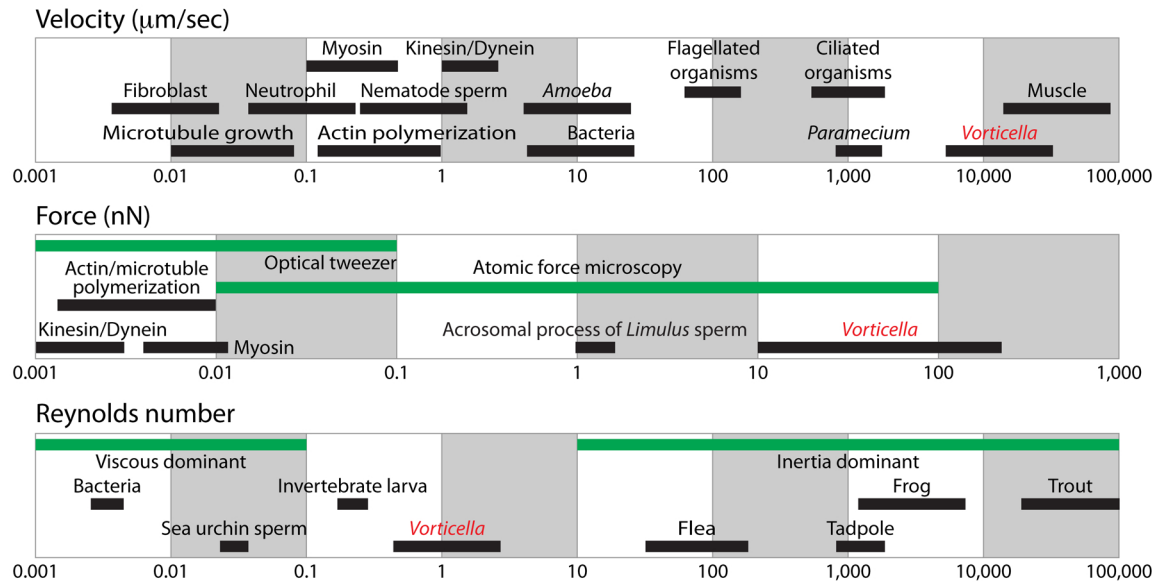 Velocity (μm/sec)
Myosin Kinesin/Dynein Flagellated organisms Ciliated organisms
Fibroblast Neutrophil Nematode sperm Amoeba Muscle
Microtubule growth Actin polymerization Bacteria Paramecium Vorticella
0.001 0.01 0.1 1 10 100 1,000 10,000 100,000
Force (nN)
Optical tweezer
Actin/microtuble polymerization Atomic force microscopy
Kinesin/Dynein Myosin Acrosomal process of Limulus sperm Vorticella
0.001 0.01 0.1 1 10 100 1,000
Reynolds number
Viscous dominant Inertia dominant
Bacteria Invertebrate larva Frog Trout
Sea urchin sperm Vorticella Flea Tadpole
0.001 0.01 0.1 1 10 100 1,000 10,000 100,000